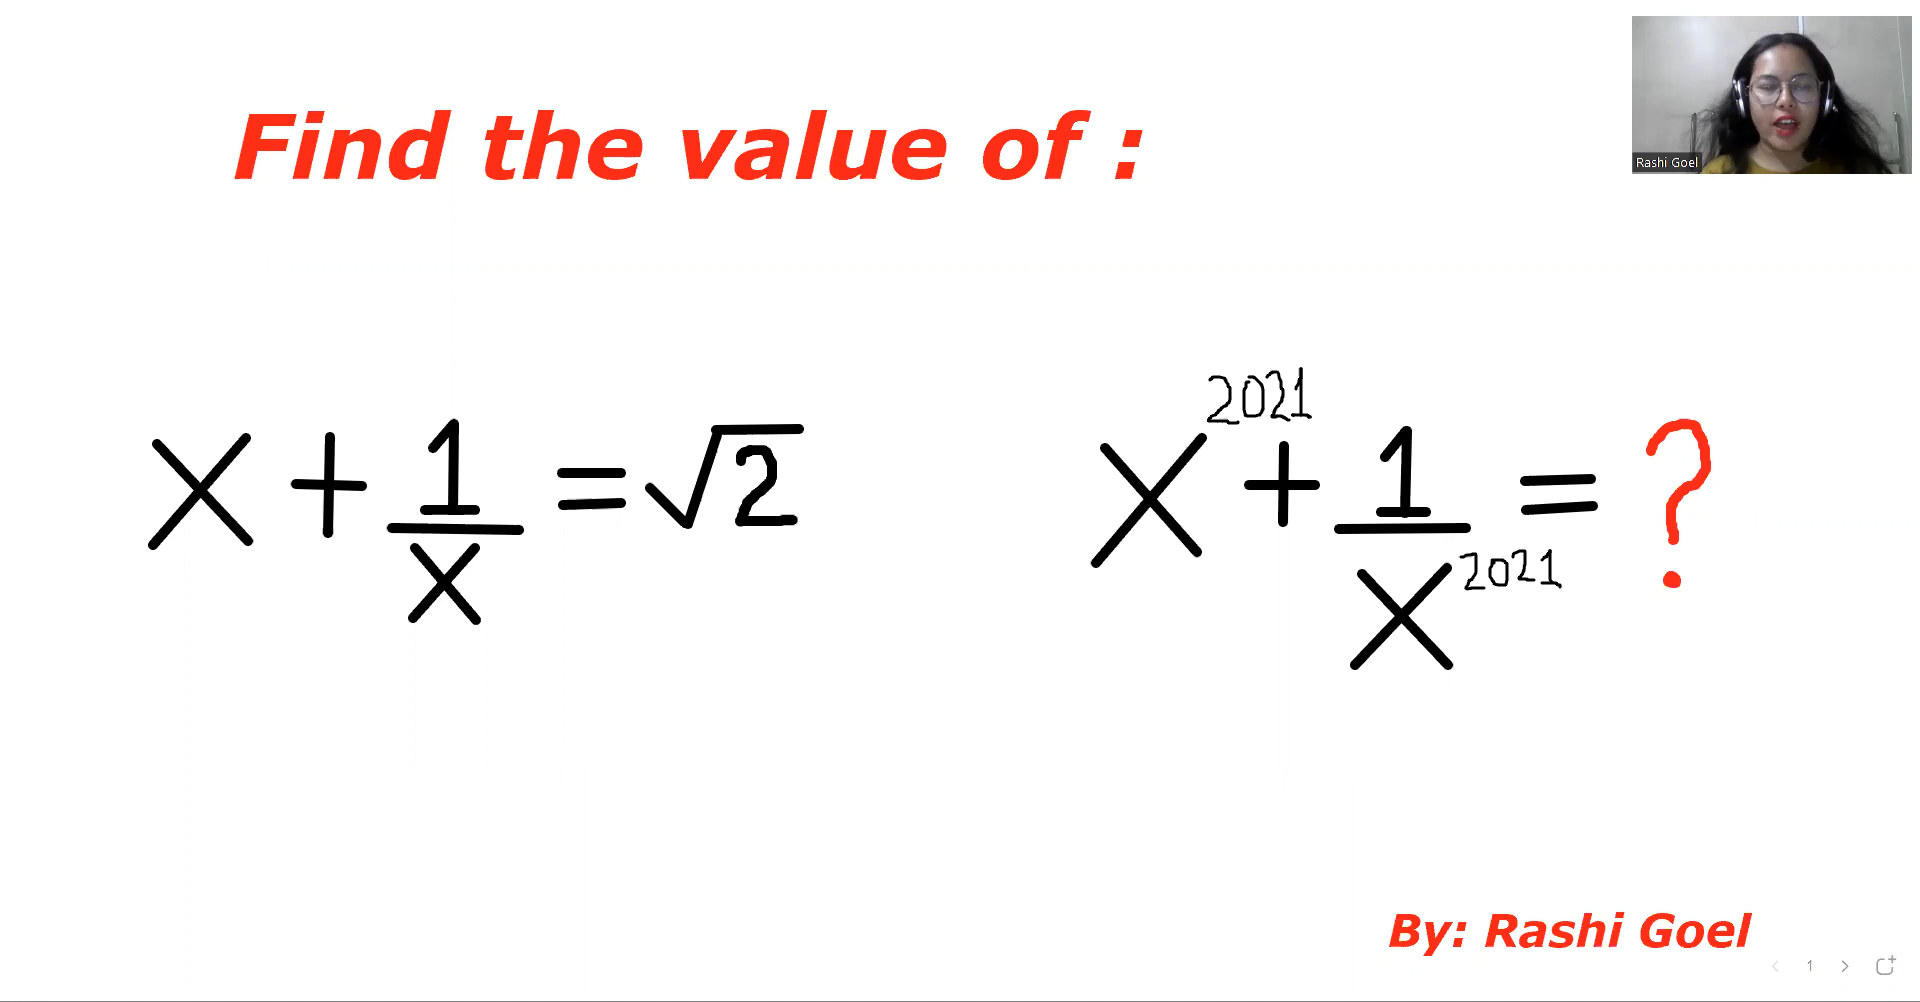 Find the value of :
Rashi Goel
x + 1/x = √2
x^2021 + 1/x^2021 = ?
By: Rashi Goel
1